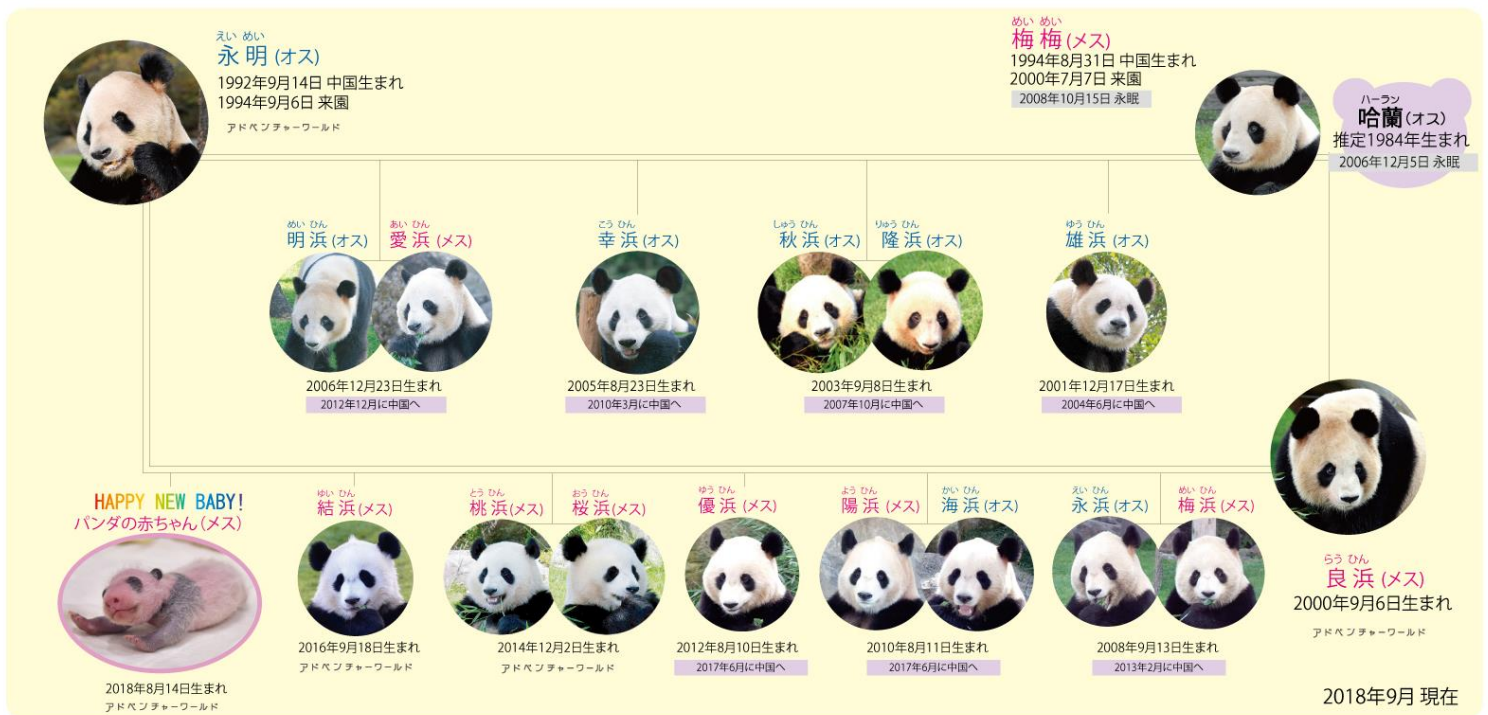 えい めい
永明 (オス)
1992年9月14日 中国生まれ
1994年9月6日 来園
アドベンチャーワールド
めい めい
梅梅 (メス)
1994年8月31日 中国生まれ
2000年7月7日 来園
2008年10月15日 永眠
ハーラン
哈蘭 (オス)
推定1984年生まれ
2006年12月5日 永眠
めい ひん
明浜 (オス)
あい ひん
愛浜 (メス)
2006年12月23日生まれ
2012年12月に中国へ
こう ひん
幸浜 (オス)
2005年8月23日生まれ
2010年3月に中国へ
しゅう ひん
秋浜 (オス)
りゅう ひん
隆浜 (オス)
2003年9月8日生まれ
2007年10月に中国へ
ゆう ひん
雄浜 (オス)
2001年12月17日生まれ
2004年6月に中国へ
HAPPY NEW BABY!
パンダの赤ちゃん (メス)
2018年8月14日生まれ
アドベンチャーワールド
ゆい ひん
結浜 (メス)
2016年9月18日生まれ
アドベンチャーワールド
とう ひん
桃浜 (メス)
おう ひん
桜浜 (メス)
2014年12月2日生まれ
アドベンチャーワールド
ゆう ひん
優浜 (メス)
2012年8月10日生まれ
2017年6月に中国へ
よう ひん
陽浜 (メス)
かい ひん
海浜 (オス)
2010年8月11日生まれ
2017年6月に中国へ
えい ひん
永浜 (オス)
めい ひん
梅浜 (メス)
2008年9月13日生まれ
2013年2月に中国へ
らう ひん
良浜 (メス)
2000年9月6日生まれ
アドベンチャーワールド
2018年9月 現在